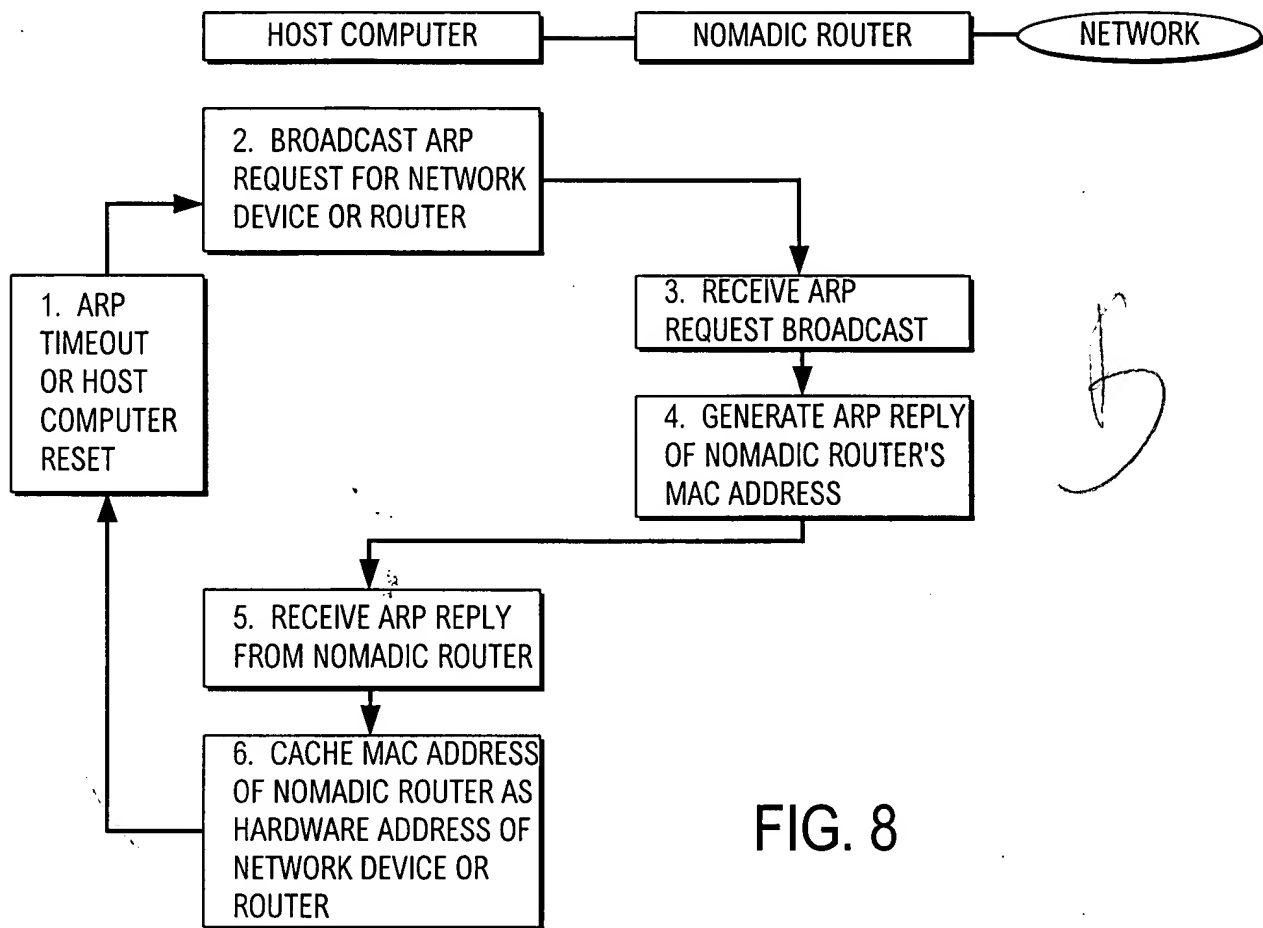 HOST COMPUTER
NOMADIC ROUTER
NETWORK
2. BROADCAST ARP
REQUEST FOR NETWORK
DEVICE OR ROUTER
1. ARP
TIMEOUT
OR HOST
COMPUTER
RESET
3. RECEIVE ARP
REQUEST BROADCAST
4. GENERATE ARP REPLY
OF NOMADIC ROUTER'S
MAC ADDRESS
5. RECEIVE ARP REPLY
FROM NOMADIC ROUTER
6. CACHE MAC ADDRESS
OF NOMADIC ROUTER AS
HARDWARE ADDRESS OF
NETWORK DEVICE OR
ROUTER
FIG. 8